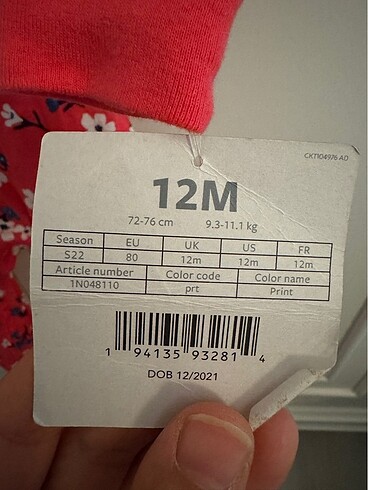 CK1104976 AD
12M
72-76 cm 9.3-11.1 kg
Season EU UK US FR
S22 80 12m 12m 12m
Article number Color code Color name
1N048110 prt Print
1 94135 93281 4
DOB 12/2021